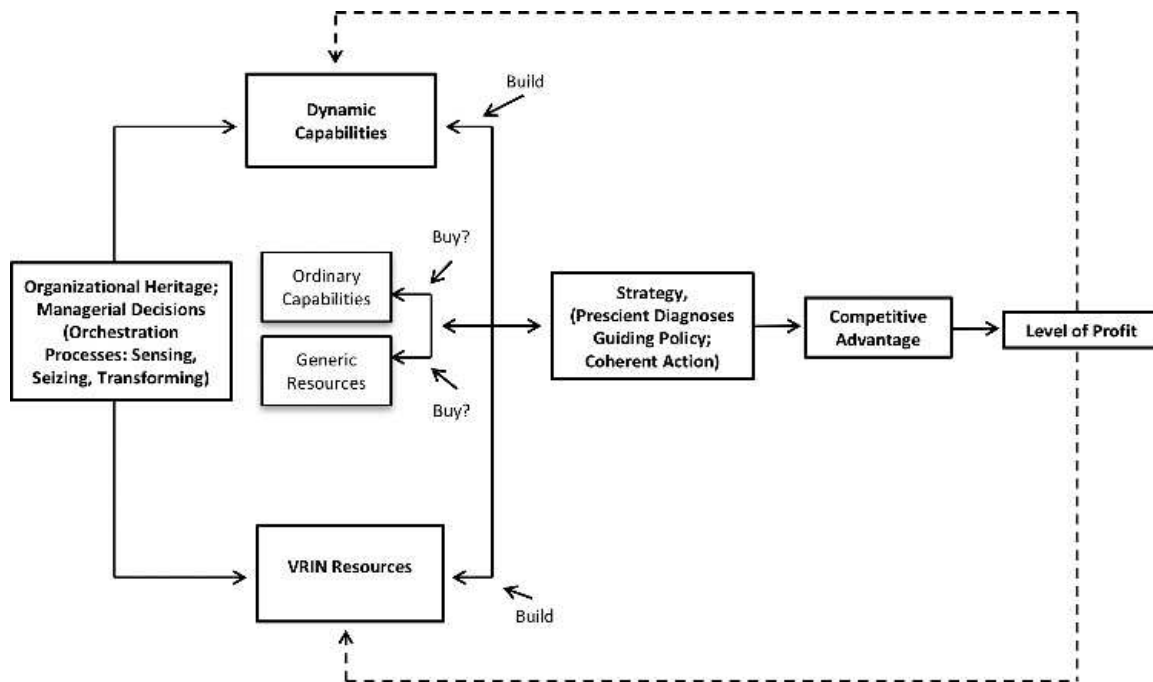 Build
Dynamic
Capabilities
Buy?
Organizational Heritage;
Managerial Decisions
(Orchestration
Processes: Sensing,
Seizing, Transforming)
Ordinary
Capabilities
Generic
Resources
Buy?
Strategy,
(Prescient Diagnoses
Guiding Policy;
Coherent Action)
Competitive
Advantage
Level of Profit
VRIN Resources
Build